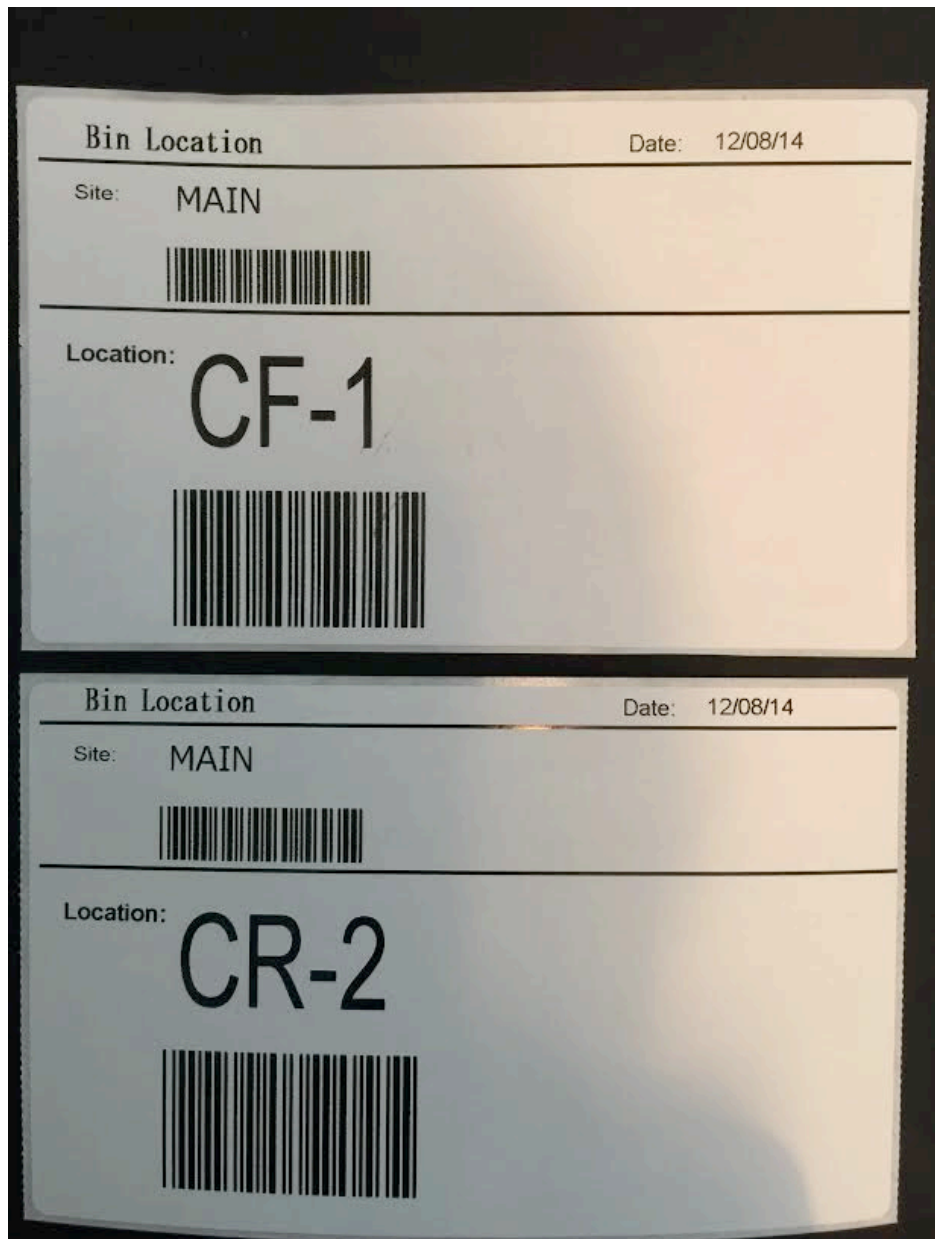 Bin Location Date: 12/08/14
Site: MAIN
Location: CF-1
Bin Location Date: 12/08/14
Site: MAIN
Location: CR-2